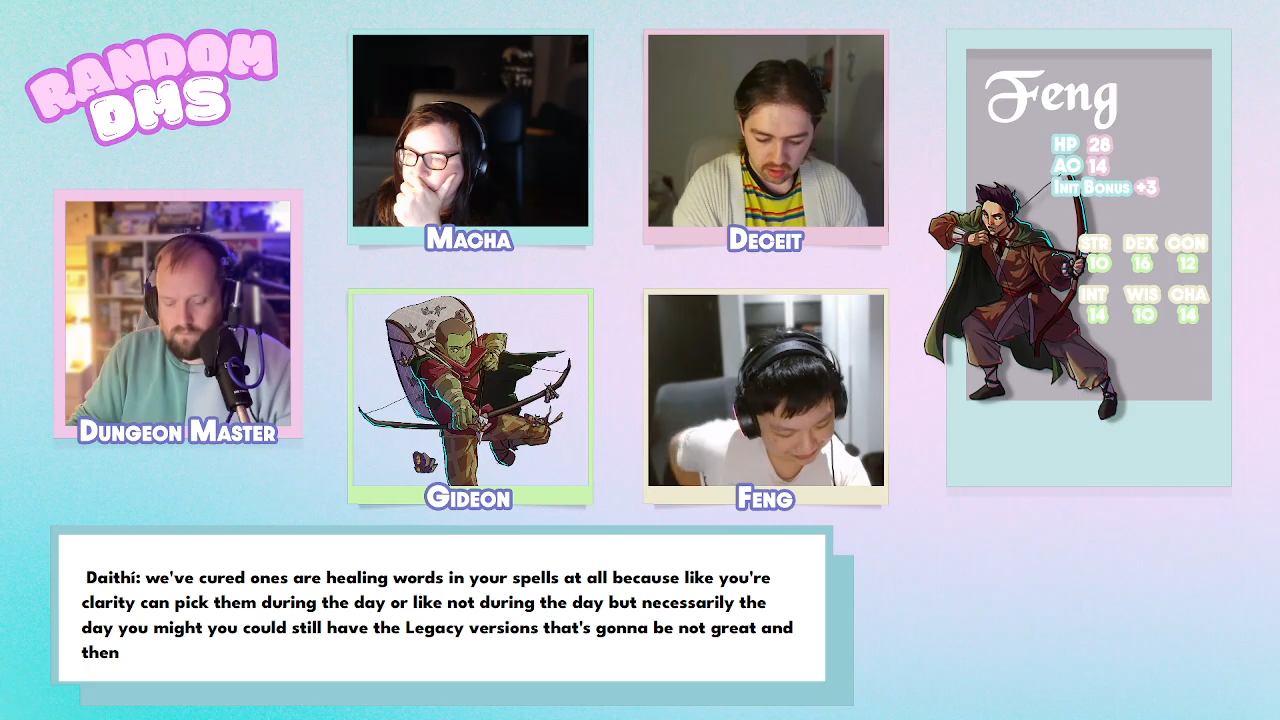 RANDOM
DMS
Macha
Deceit
Dungeon Master
Gideon
Feng
Feng
HP 28
AC 14
Init Bonus +3
STR DEX CON
10 16 12
INT WIS CHA
14 10 14
Daithí: we've cured ones are healing words in your spells at all because like you're
clarity can pick them during the day or like not during the day but necessarily the
day you might you could still have the Legacy versions that's gonna be not great and
then